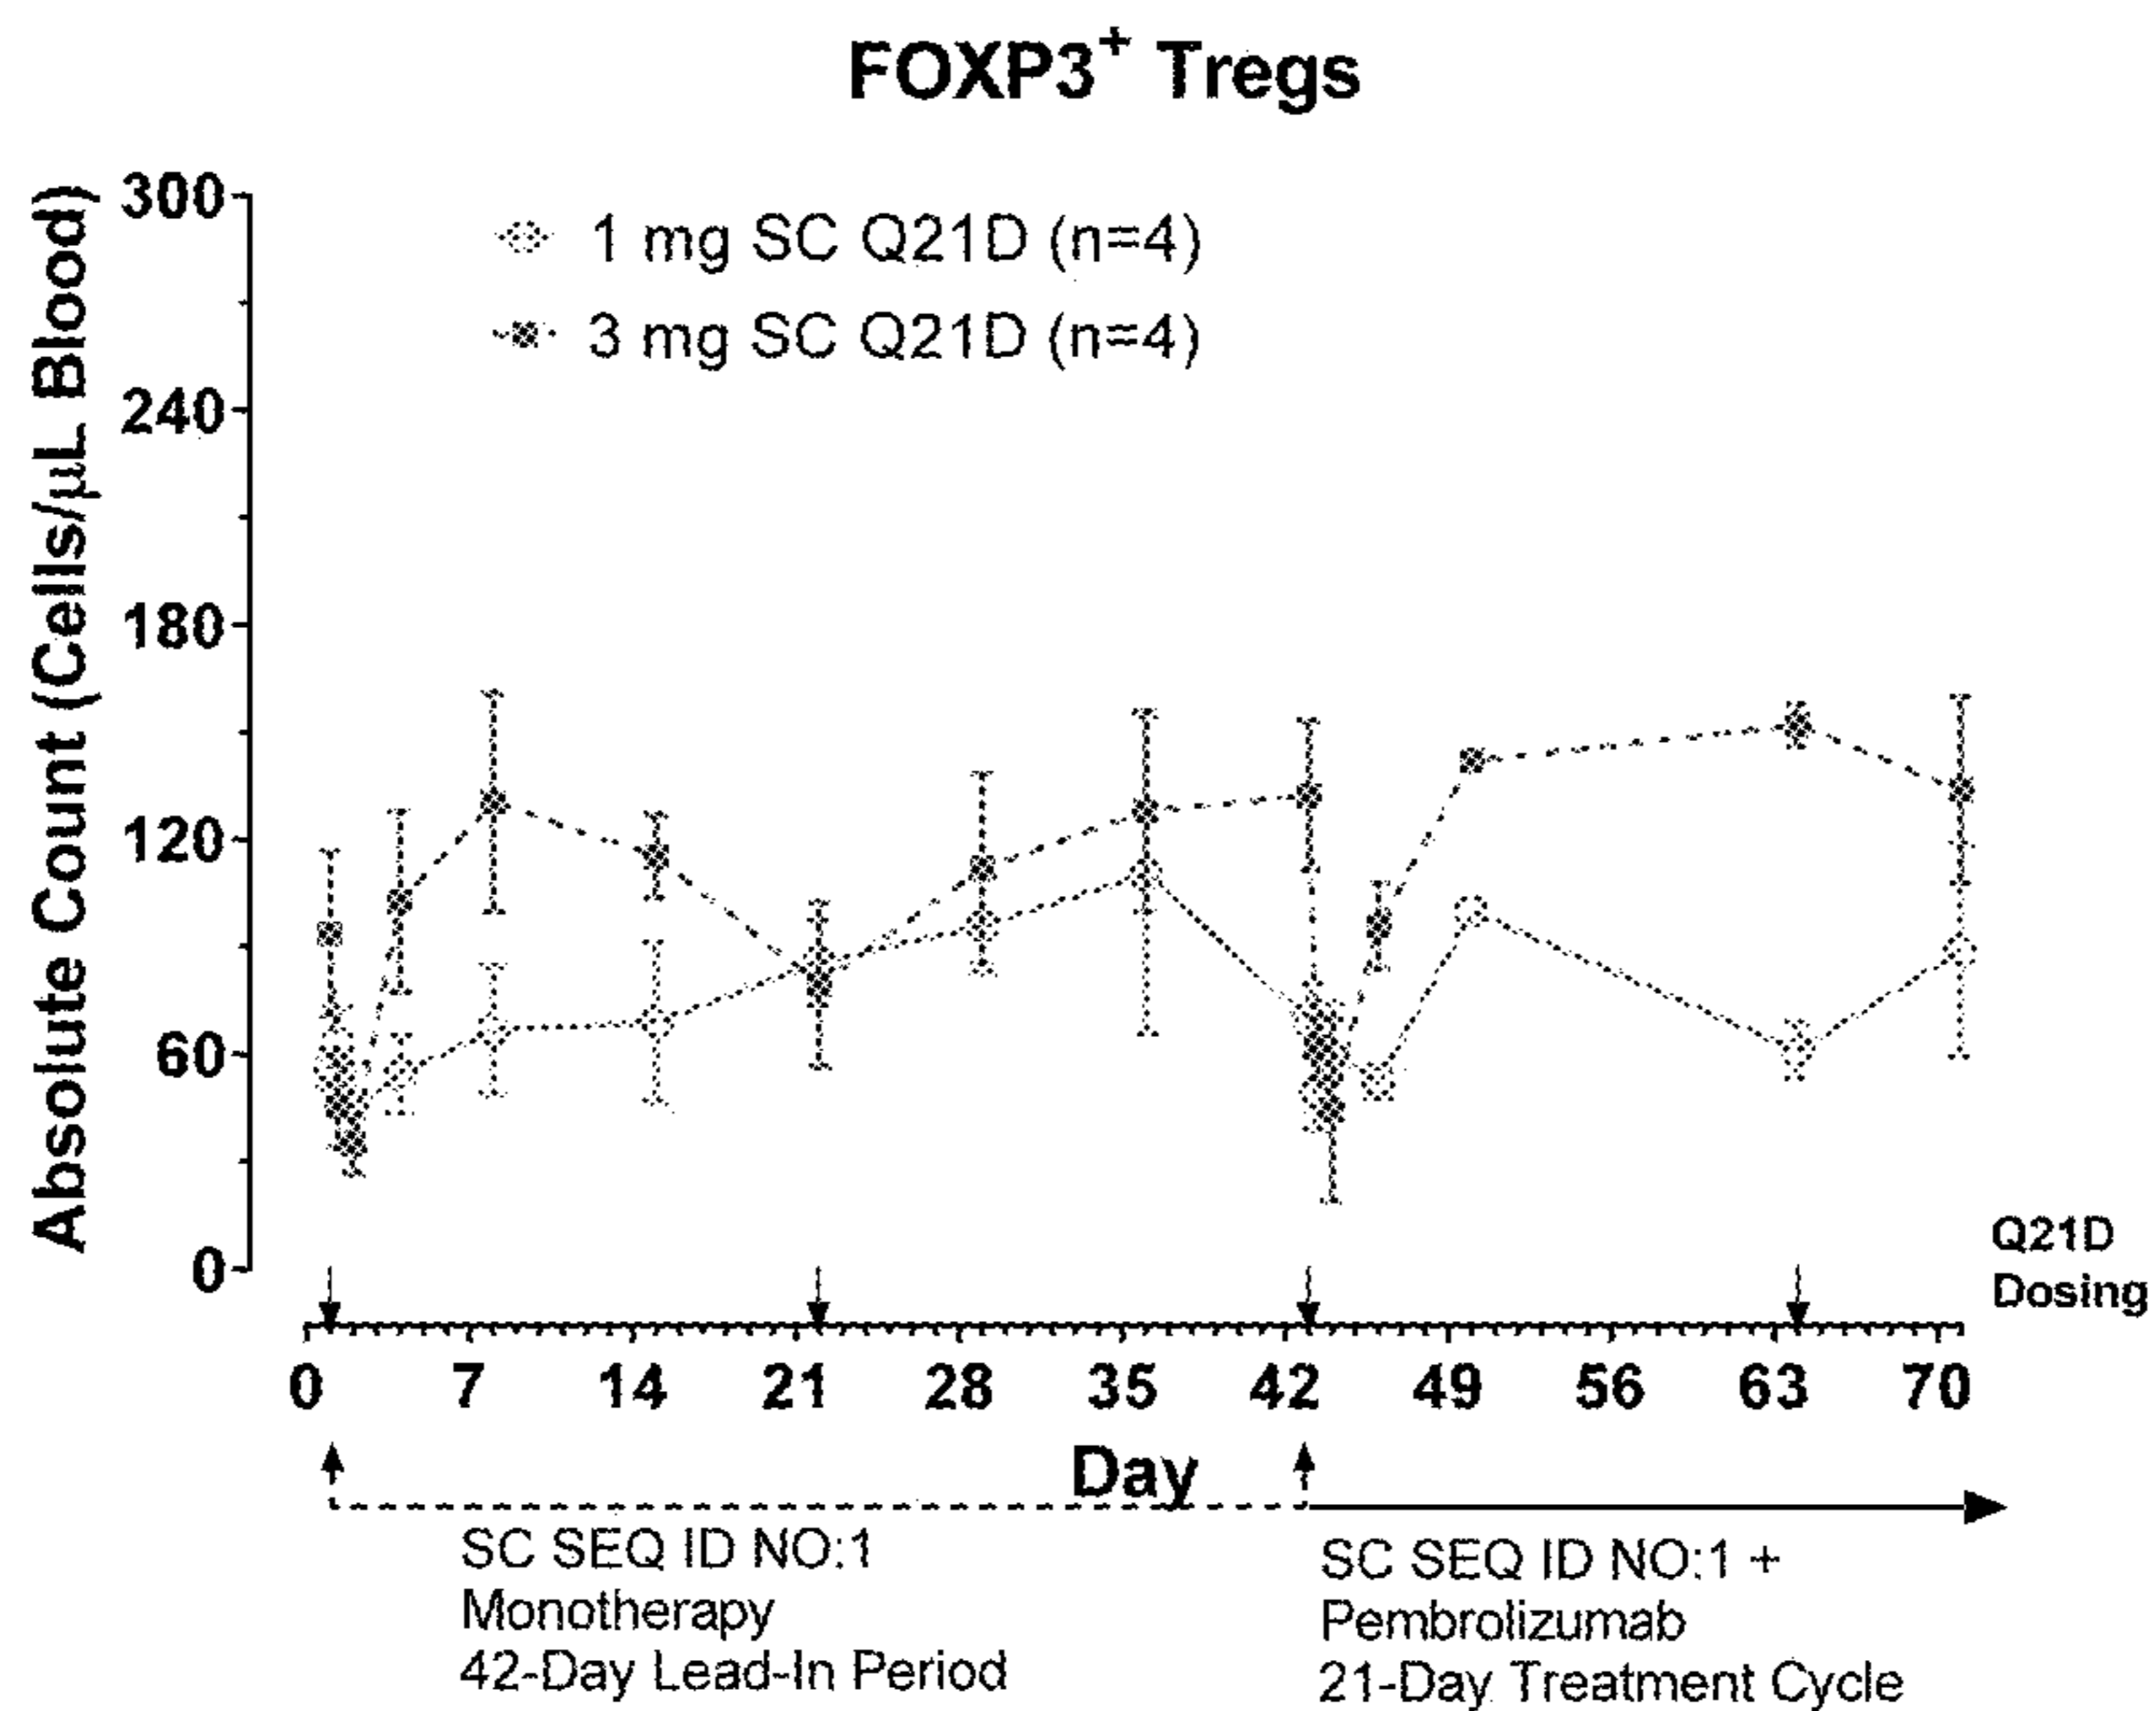 FOXP3+ Tregs
Absolute Count (Cells/µL Blood)
300
240
180
120
60
0
1 mg SC Q21D (n=4)
3 mg SC Q21D (n=4)
Q21D
Dosing
0 7 14 21 28 35 42 49 56 63 70
Day
SC SEQ ID NO:1
Monotherapy
42-Day Lead-In Period
SC SEQ ID NO:1 +
Pembrolizumab
21-Day Treatment Cycle